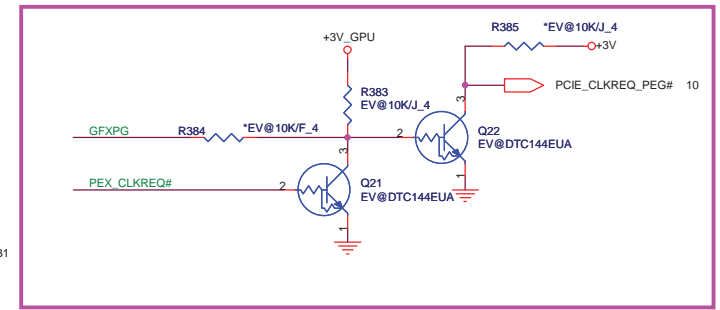 R385 *EV@10K/J_4
+3V_GPU
+3V
R383
EV@10K/J_4
PCIE_CLKREQ_PEG# 10
3
GFXPG R384 *EV@10K/F_4
2
Q22
EV@DTC144EUA
3
1
PEX_CLKREQ#
2
Q21
EV@DTC144EUA
1
31